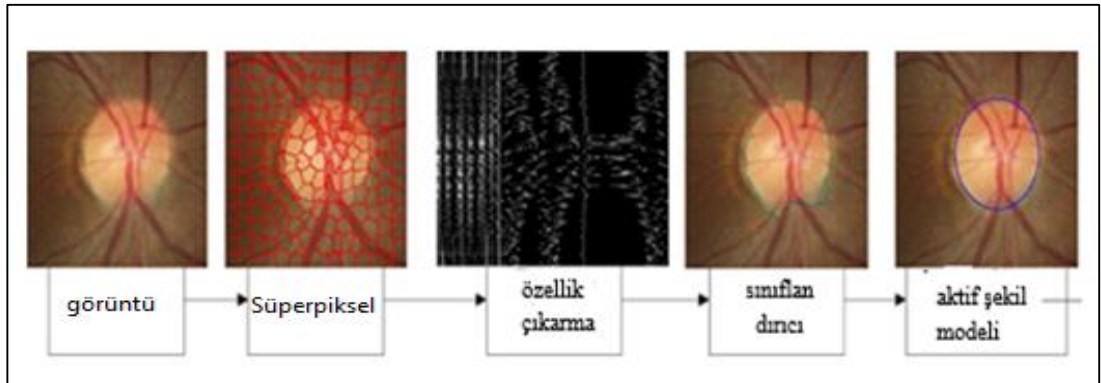 görüntü
Süperpiksel
özellik
çıkarma
sınıflan
dırıcı
aktif şekil
modeli